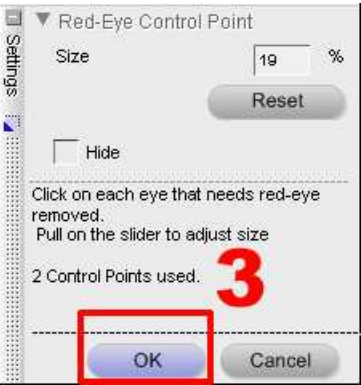 Settings
Red-Eye Control Point
Size 19 %
Reset
Hide
Click on each eye that needs red-eye
removed.
Pull on the slider to adjust size
2 Control Points used.
3
OK Cancel